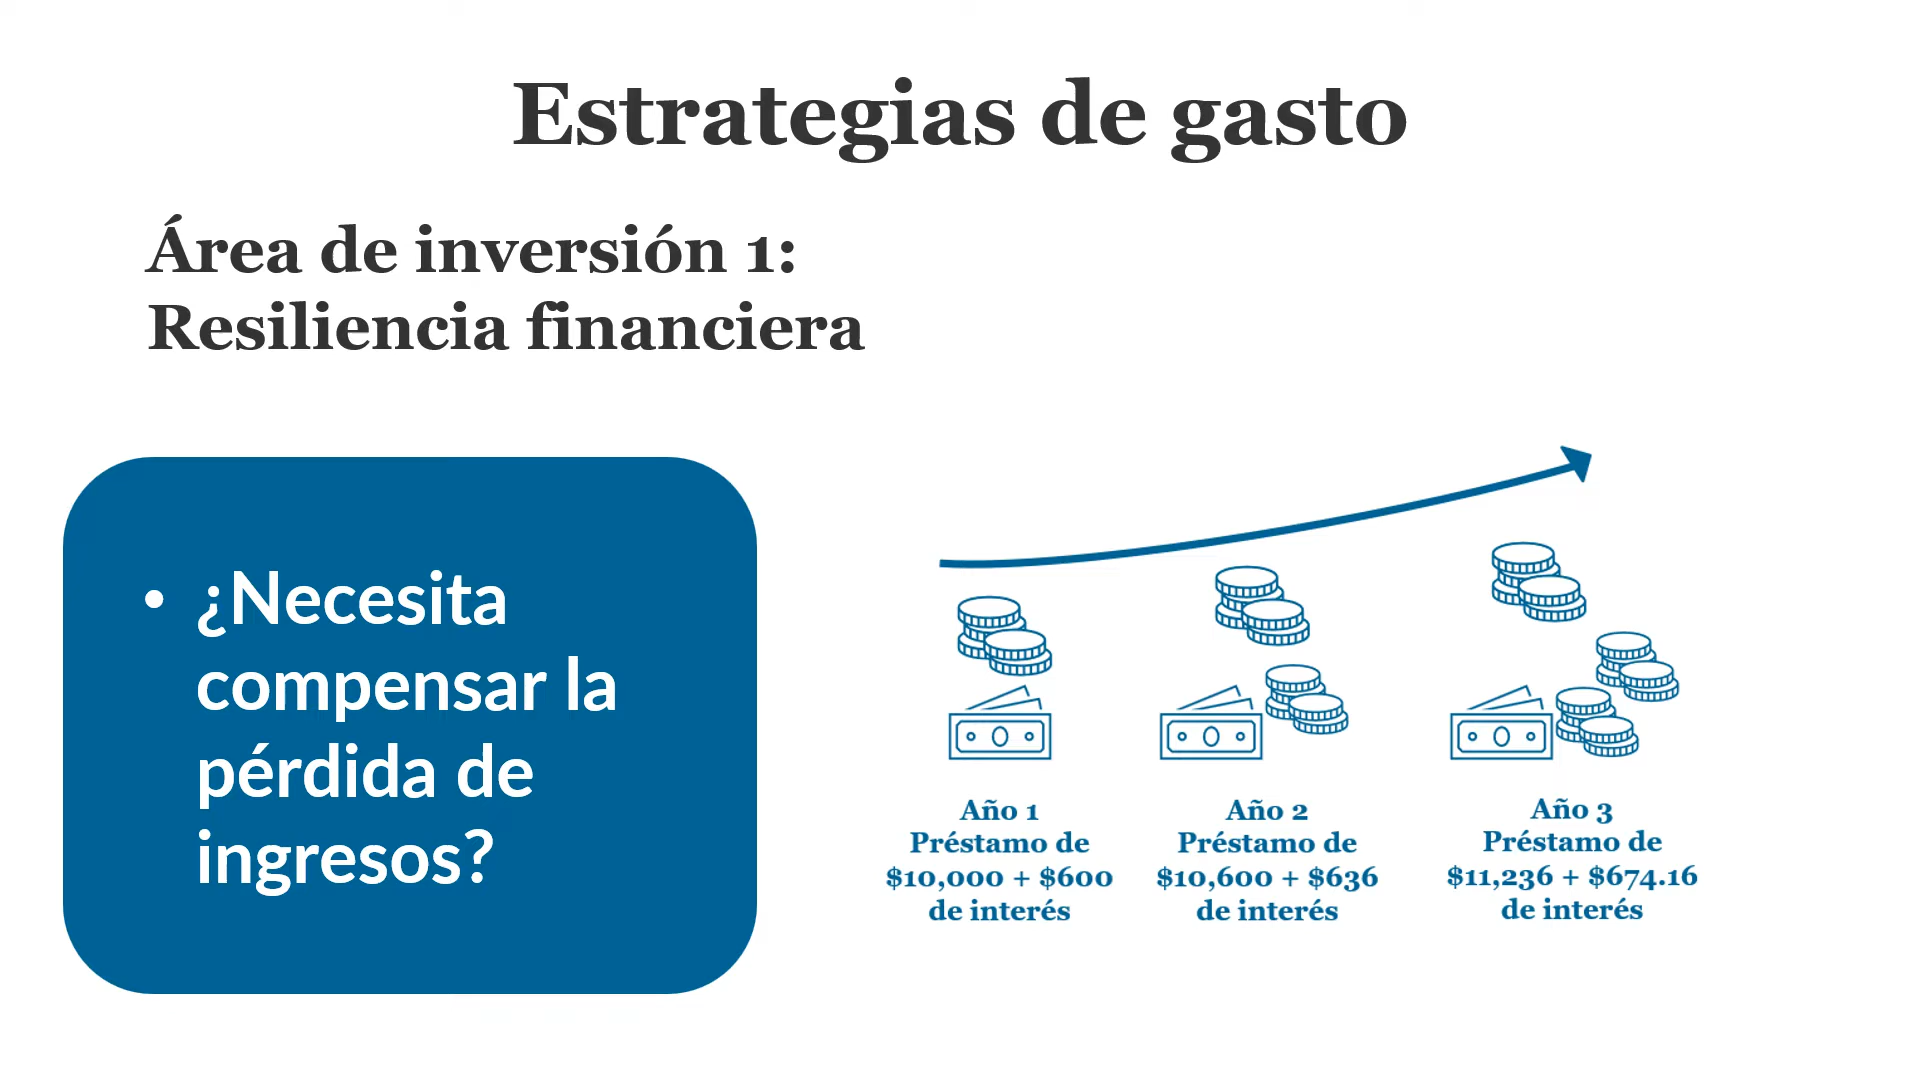 Estrategias de gasto
Área de inversión 1:
Resiliencia financiera
• ¿Necesita
compensar la
pérdida de
ingresos?
Año 1
Préstamo de
$10,000 + $600
de interés
Año 2
Préstamo de
$10,600 + $636
de interés
Año 3
Préstamo de
$11,236 + $674.16
de interés